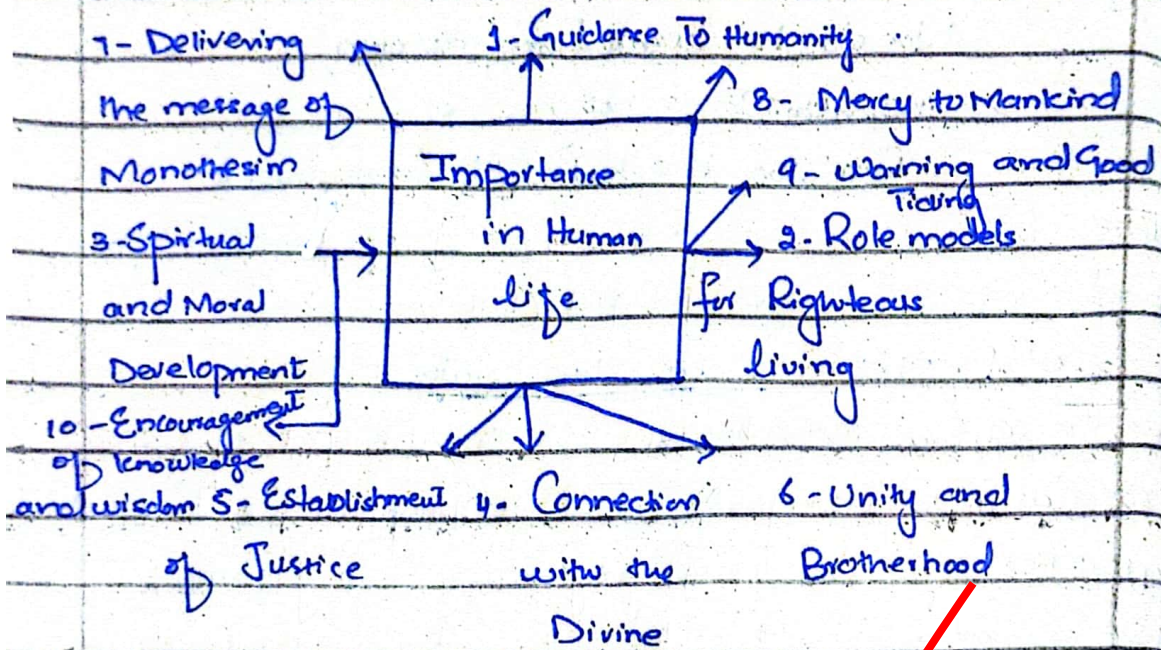 7- Delivering
the message of
Monothesim
1- Guidance To Humanity
8- Mercy to Mankind
9- Warning and Good
Tiding
2- Role models
for Righteous
living
Importance
in Human
life
3-Spirtual
and Moral
Development
10-Encouragement
of knowledge
and wisdom
5- Establishment
of Justice
4- Connection
with the
Divine
6-Unity and
Brotherhood